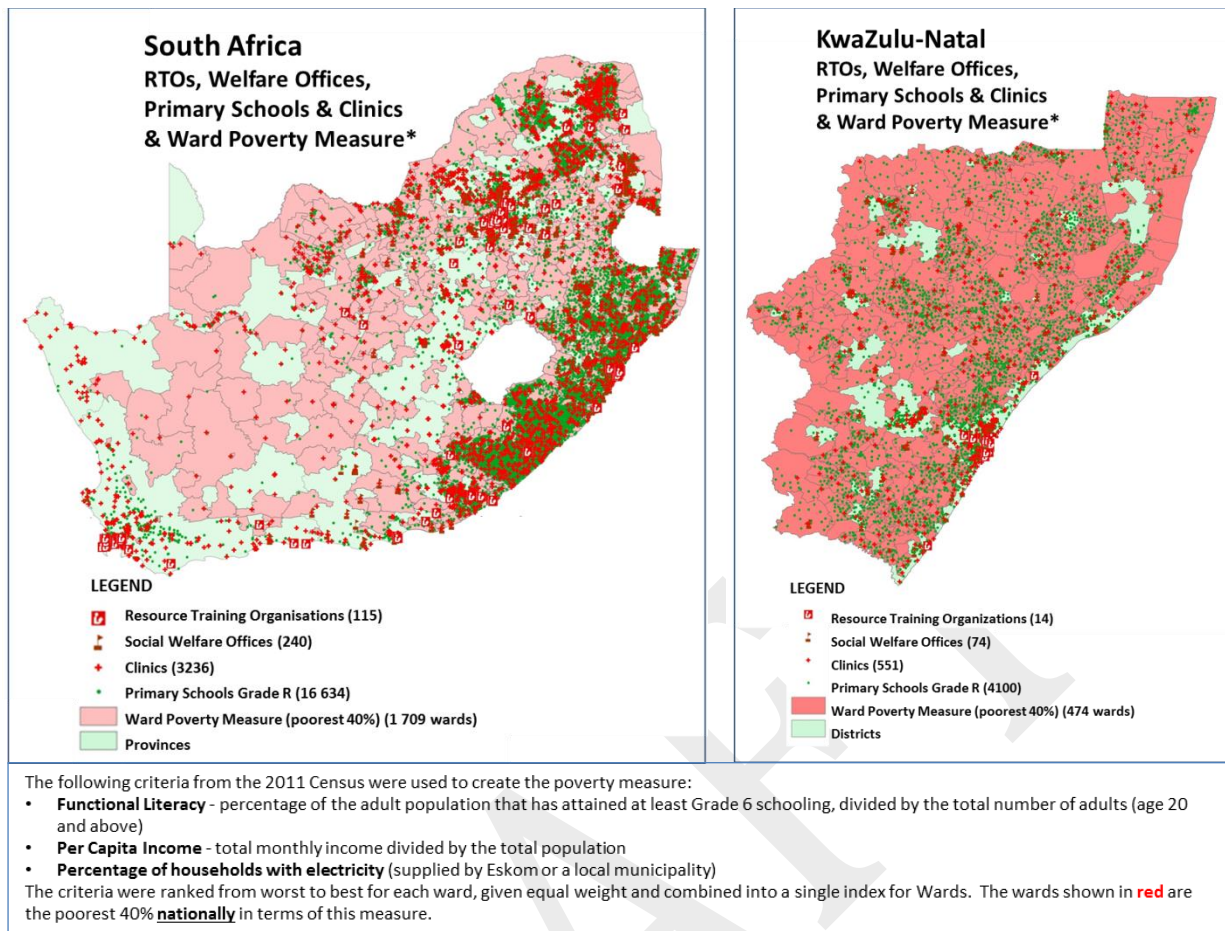 South Africa
RTOs, Welfare Offices,
Primary Schools & Clinics
& Ward Poverty Measure*
LEGEND
Resource Training Organisations (115)
Social Welfare Offices (240)
Clinics (3236)
Primary Schools Grade R (16 634)
Ward Poverty Measure (poorest 40%) (1 709 wards)
Provinces
KwaZulu-Natal
RTOs, Welfare Offices,
Primary Schools & Clinics
& Ward Poverty Measure*
LEGEND
Resource Training Organizations (14)
Social Welfare Offices (74)
Clinics (551)
Primary Schools Grade R (4100)
Ward Poverty Measure (poorest 40%) (474 wards)
Districts
The following criteria from the 2011 Census were used to create the poverty measure:
• Functional Literacy - percentage of the adult population that has attained at least Grade 6 schooling, divided by the total number of adults (age 20
and above)
• Per Capita Income - total monthly income divided by the total population
• Percentage of households with electricity (supplied by Eskom or a local municipality)
The criteria were ranked from worst to best for each ward, given equal weight and combined into a single index for Wards. The wards shown in red are
the poorest 40% nationally in terms of this measure.